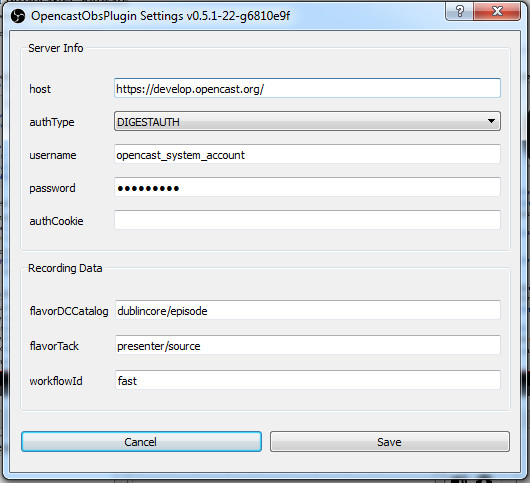 OpencastObsPlugin Settings v0.5.1-22-g6810e9f
?
Server Info
host https://develop.opencast.org/
authType DIGESTAUTH
username opencast_system_account
password ●●●●●●●●●
authCookie
Recording Data
flavorDCCatalog dublincore/episode
flavorTack presenter/source
workflowId fast
Cancel Save